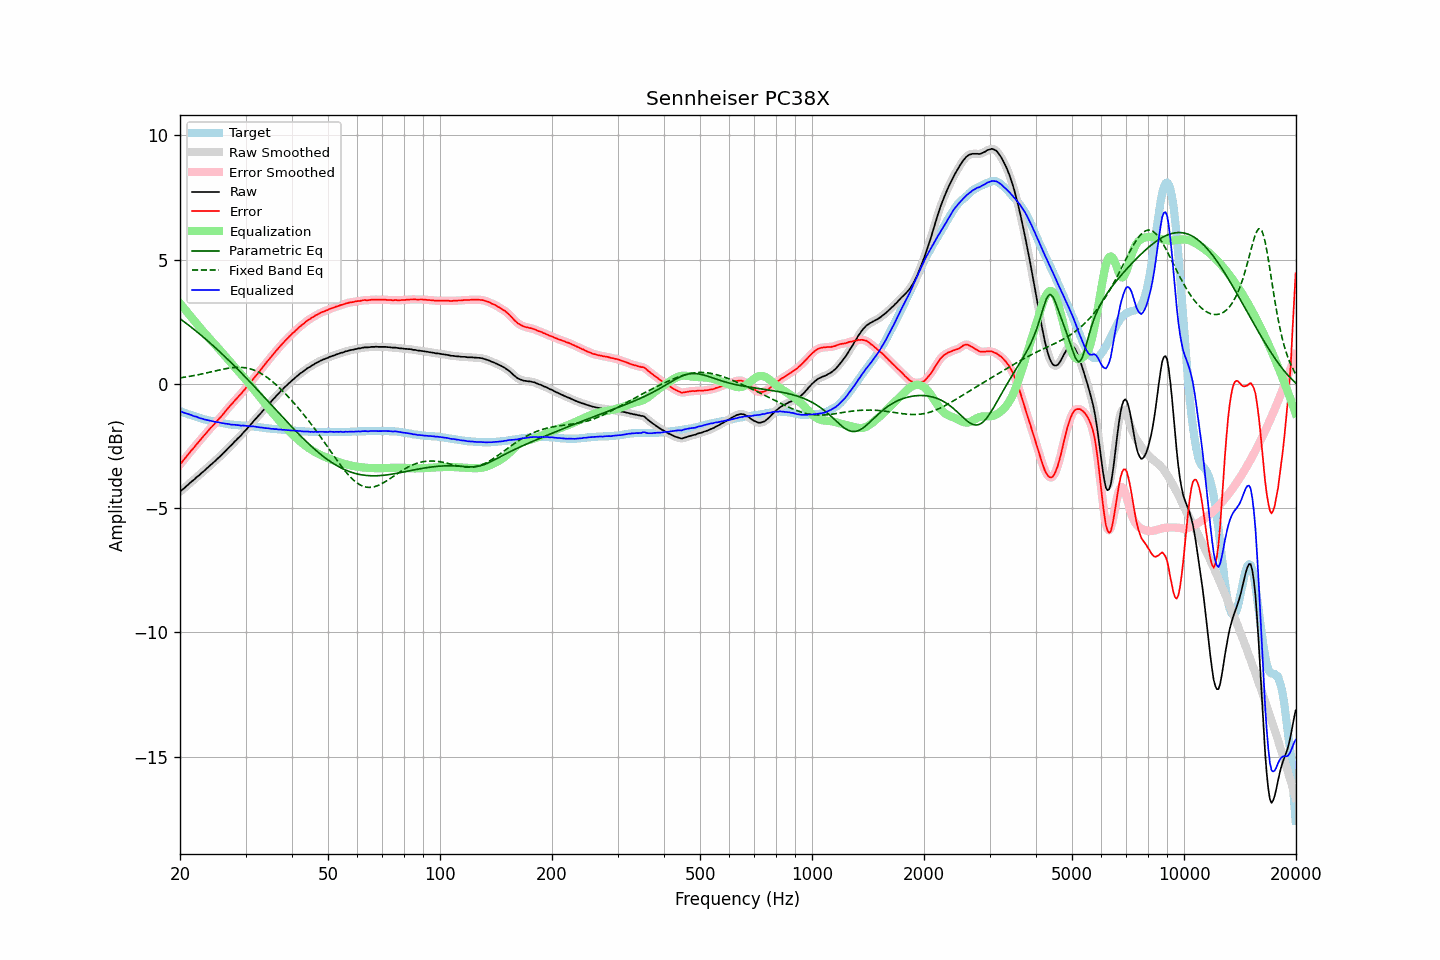 Sennheiser PC38X
Target
Raw Smoothed
Error Smoothed
Raw
Error
Equalization
Parametric Eq
Fixed Band Eq
Equalized
10
5
0
−5
−10
−15
Amplitude (dBr)
20 50 100 200 500 1000 2000 5000 10000 20000
Frequency (Hz)